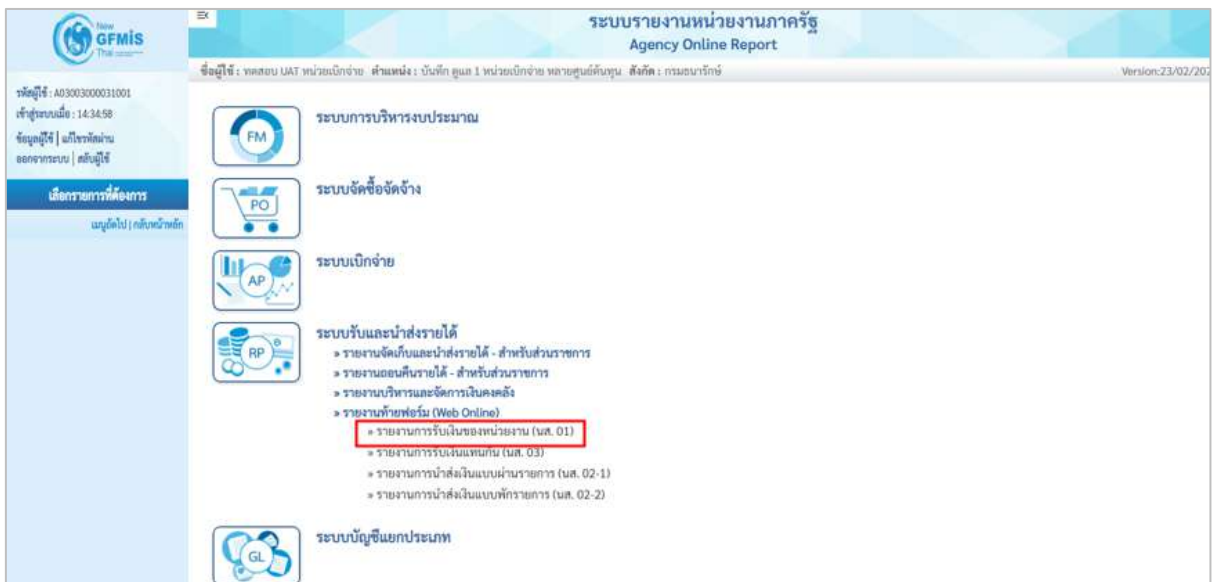 New
GFMIS
Thai
ระบบรายงานหน่วยงานภาครัฐ
Agency Online Report
ชื่อผู้ใช้ : ทดสอบ UAT หน่วยเบิกจ่าย ตำแหน่ง : บันทึก ดูแล 1 หน่วยเบิกจ่าย หลายศูนย์ต้นทุน สังกัด : กรมธนารักษ์
Version:23/02/202
รหัสผู้ใช้ : A03003000031001
เข้าสู่ระบบเมื่อ : 14:34:58
ข้อมูลผู้ใช้ | แก้ไขรหัสผ่าน
ออกจากระบบ | สลับผู้ใช้
เลือกรายการที่ต้องการ
เมนูถัดไป | กลับหน้าหลัก
FM
ระบบการบริหารงบประมาณ
PO
ระบบจัดซื้อจัดจ้าง
AP
ระบบเบิกจ่าย
RP
ระบบรับและนำส่งรายได้
» รายงานจัดเก็บและนำส่งรายได้ - สำหรับส่วนราชการ
» รายงานถอนคืนรายได้ - สำหรับส่วนราชการ
» รายงานบริหารและจัดการเงินคงคลัง
» รายงานท้ายฟอร์ม (Web Online)
» รายงานการรับเงินของหน่วยงาน (นส. 01)
» รายงานการรับเงินแทนกัน (นส. 03)
» รายงานการนำส่งเงินแบบผ่านรายการ (นส. 02-1)
» รายงานการนำส่งเงินแบบพักรายการ (นส. 02-2)
GL
ระบบบัญชีแยกประเภท